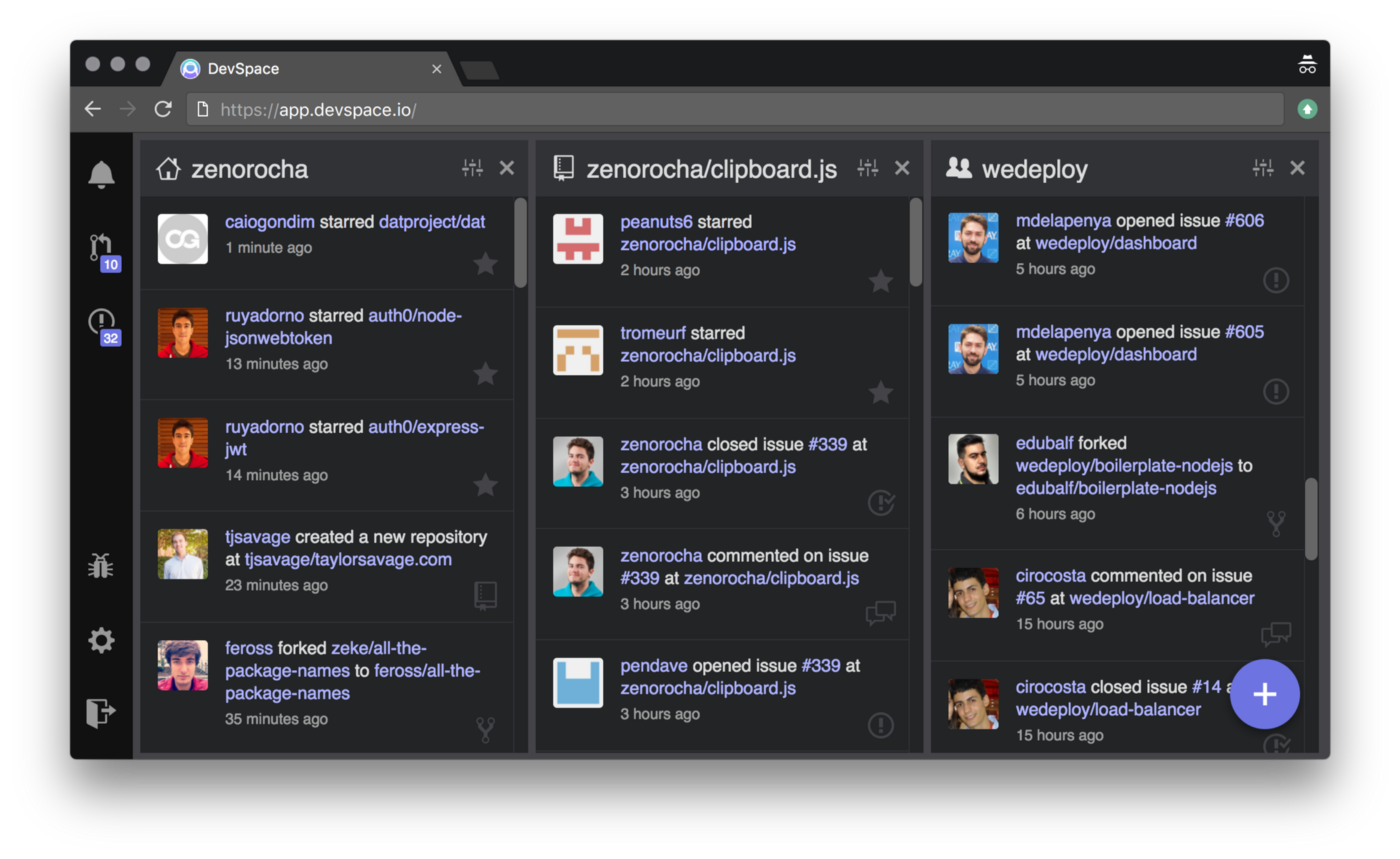 DevSpace
https://app.devspace.io/
10
32
zenorocha
OG
caiogondim starred datproject/dat
1 minute ago
ruyadorno starred auth0/node-
jsonwebtoken
13 minutes ago
ruyadorno starred auth0/express-
jwt
14 minutes ago
tjsavage created a new repository
at tjsavage/taylorsavage.com
23 minutes ago
feross forked zeke/all-the-
package-names to feross/all-the-
package-names
35 minutes ago
zenorocha/clipboard.js
peanuts6 starred
zenorocha/clipboard.js
2 hours ago
tromeurf starred
zenorocha/clipboard.js
2 hours ago
zenorocha closed issue #339 at
zenorocha/clipboard.js
3 hours ago
zenorocha commented on issue
#339 at zenorocha/clipboard.js
3 hours ago
pendave opened issue #339 at
zenorocha/clipboard.js
3 hours ago
wedeploy
mdelapenya opened issue #606
at wedeploy/dashboard
5 hours ago
mdelapenya opened issue #605
at wedeploy/dashboard
5 hours ago
edubalf forked
wedeploy/boilerplate-nodejs to
edubalf/boilerplate-nodejs
6 hours ago
cirocosta commented on issue
#65 at wedeploy/load-balancer
15 hours ago
cirocosta closed issue #14
wedeploy/load-balancer
15 hours ago